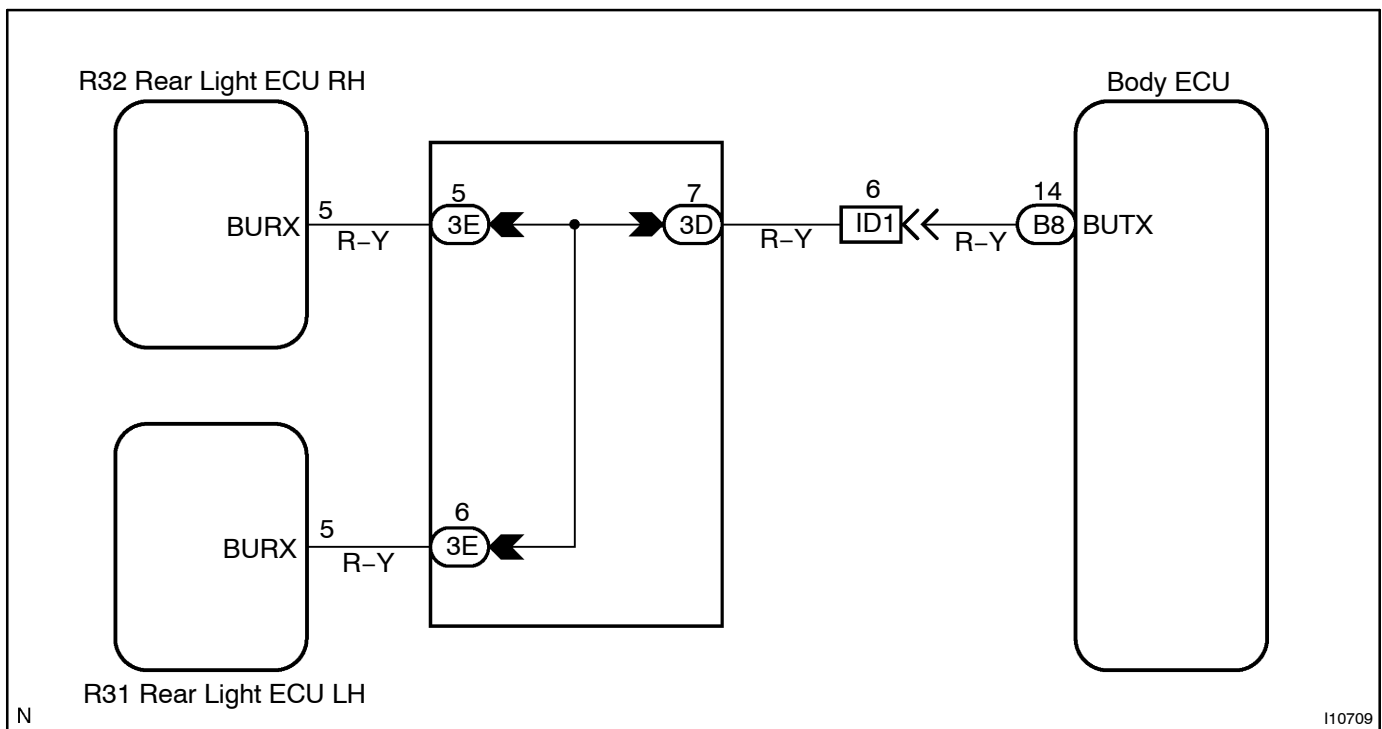 R32 Rear Light ECU RH
Body ECU
5
7
6
14
BURX
5
3E
3D
ID1
B8
BUTX
R−Y
R−Y
R−Y
6
BURX
5
3E
R−Y
R31 Rear Light ECU LH
N
I10709